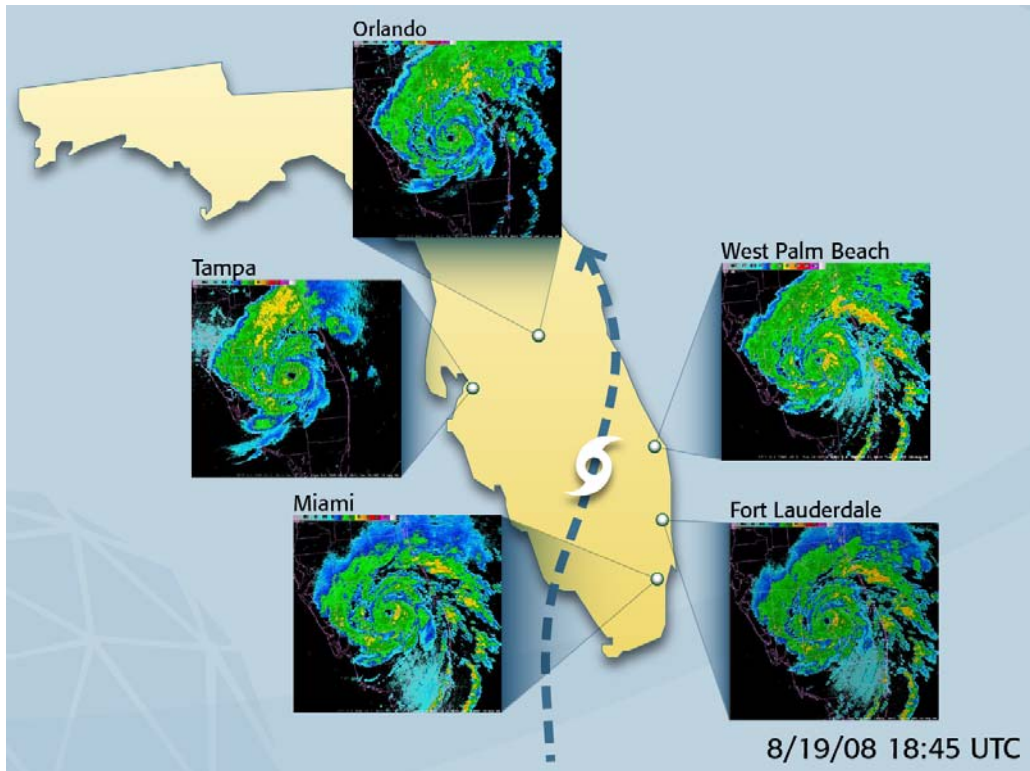 Orlando
Tampa
West Palm Beach
Miami
Fort Lauderdale
8/19/08 18:45 UTC